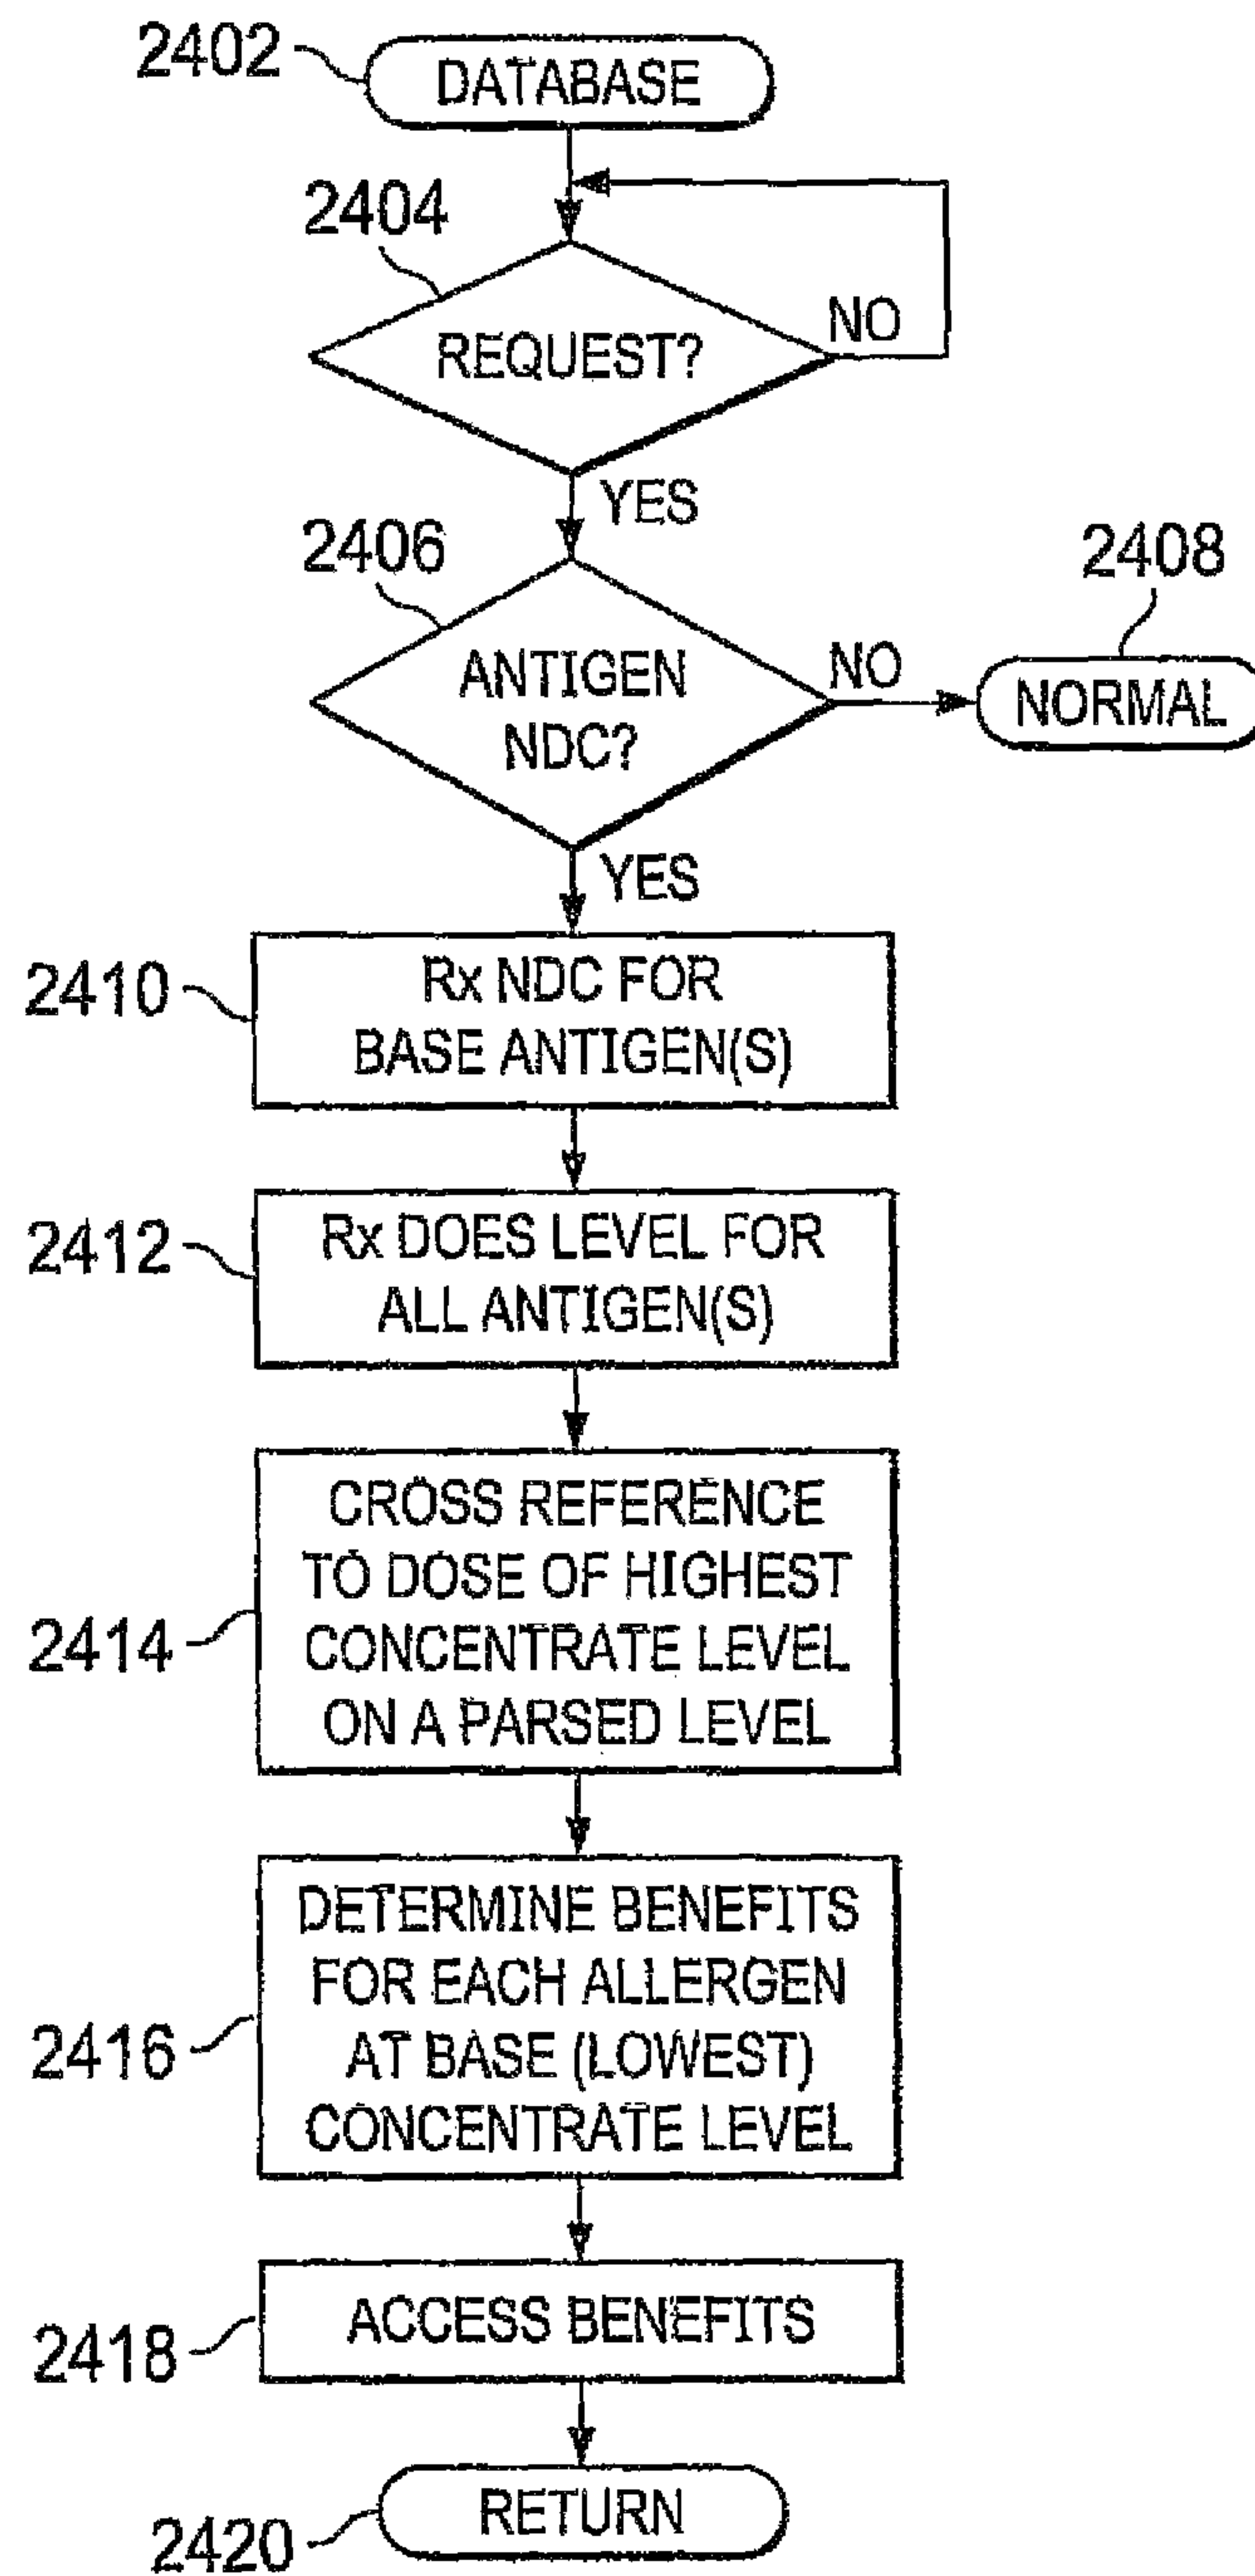 2402
DATABASE
2404
REQUEST?
NO
YES
2406
ANTIGEN
NDC?
NO
2408
NORMAL
YES
2410
Rx NDC FOR
BASE ANTIGEN(S)
2412
Rx DOES LEVEL FOR
ALL ANTIGEN(S)
2414
CROSS REFERENCE
TO DOSE OF HIGHEST
CONCENTRATE LEVEL
ON A PARSED LEVEL
2416
DETERMINE BENEFITS
FOR EACH ALLERGEN
AT BASE (LOWEST)
CONCENTRATE LEVEL
2418
ACCESS BENEFITS
2420
RETURN